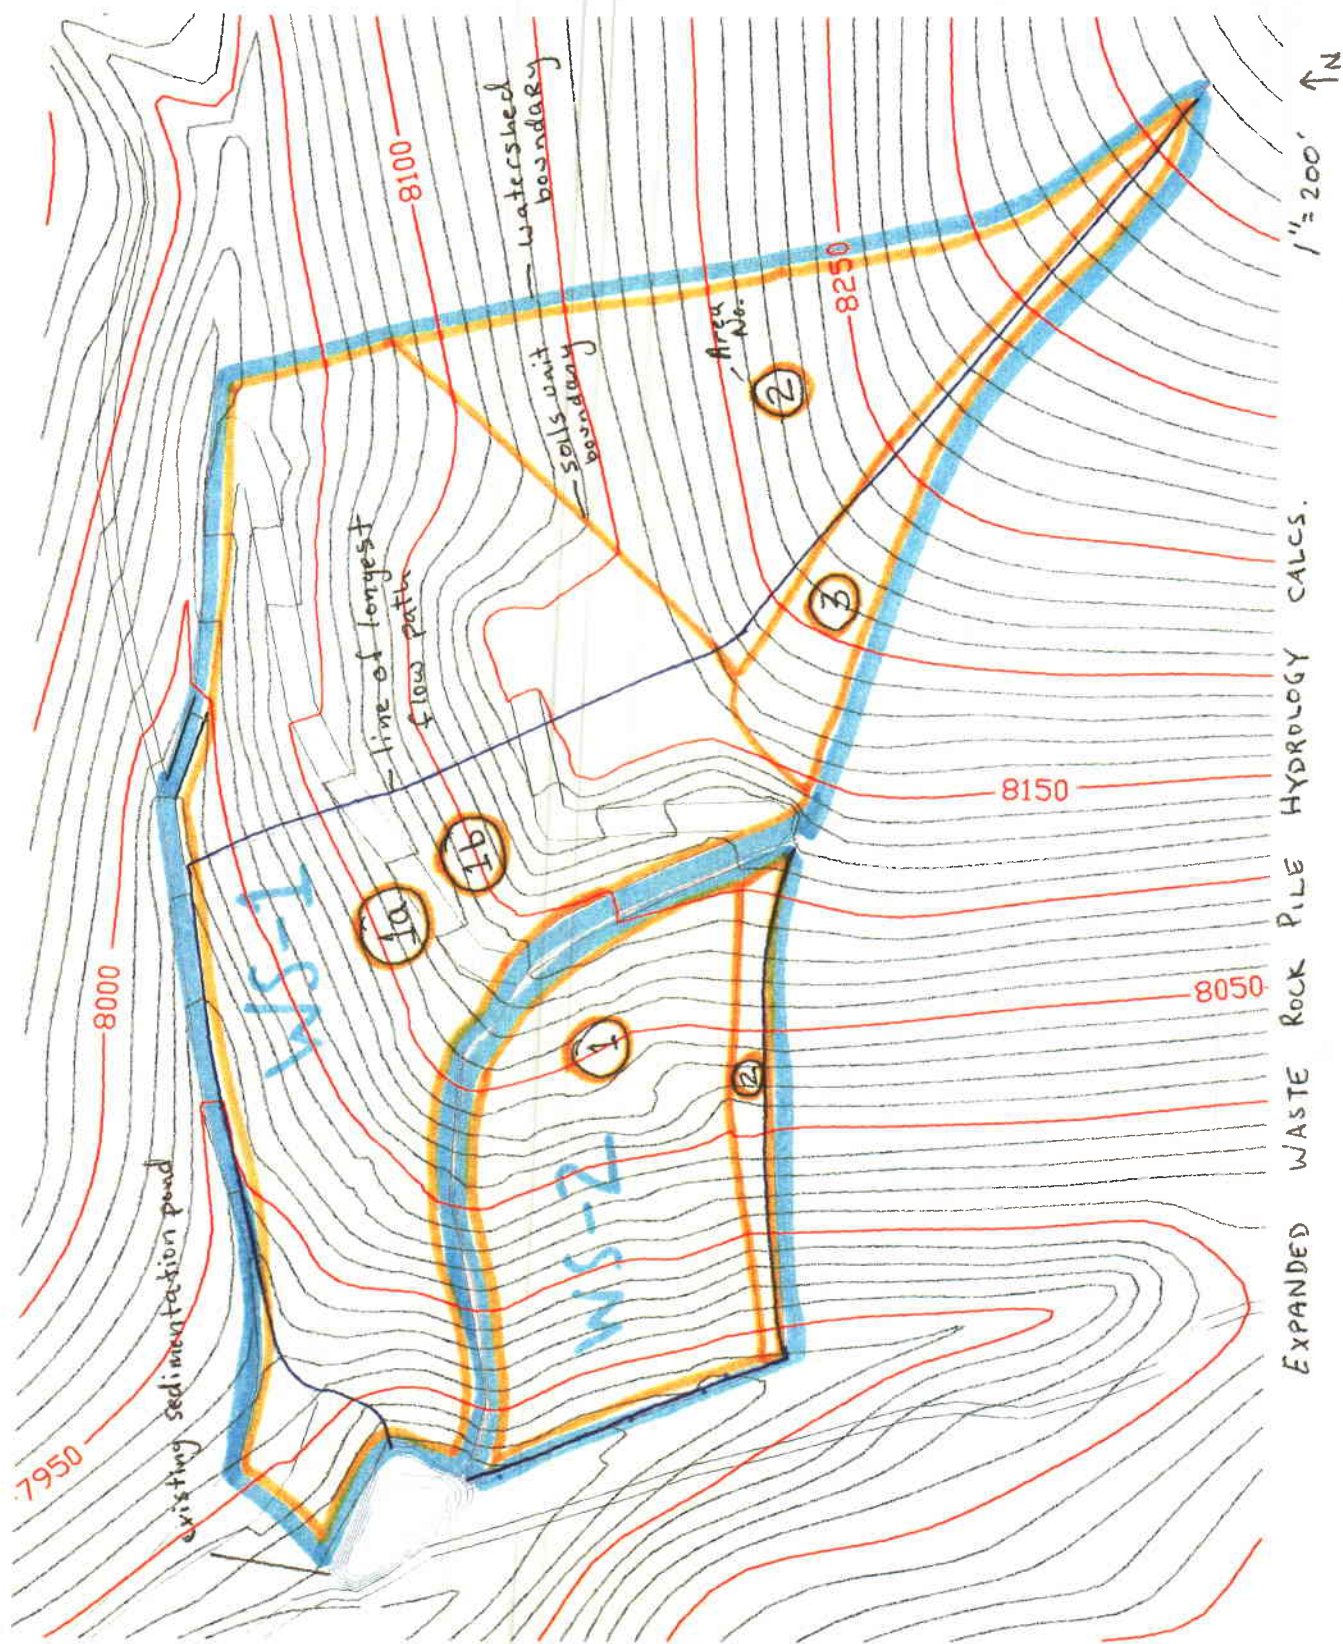 8100
watershed
boundary
8250
Area
No.
2
soils unit
boundary
3
line of longest
flow path
8150
1b
1a
WS-1
8000
1
2
8050
WS-2
existing sedimentation pond
7950
EXPANDED WASTE ROCK PILE HYDROLOGY CALCS.
1"= 200'
↑N